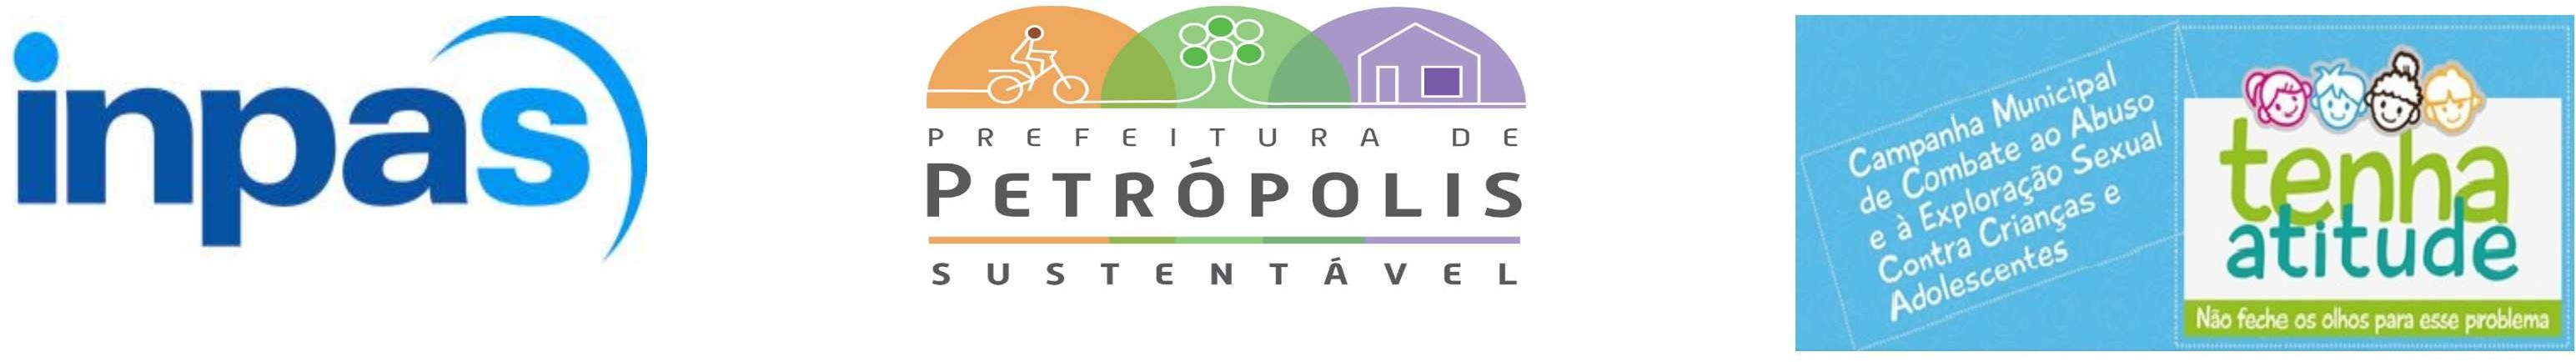 inpas
PREFEITURA DE
PETRÓPOLIS
SUSTENTÁVEL
Campanha Municipal
de Combate ao Abuso
e à Exploração Sexual
Contra Crianças e
Adolescentes
tenha
atitude
Não feche os olhos para esse problema